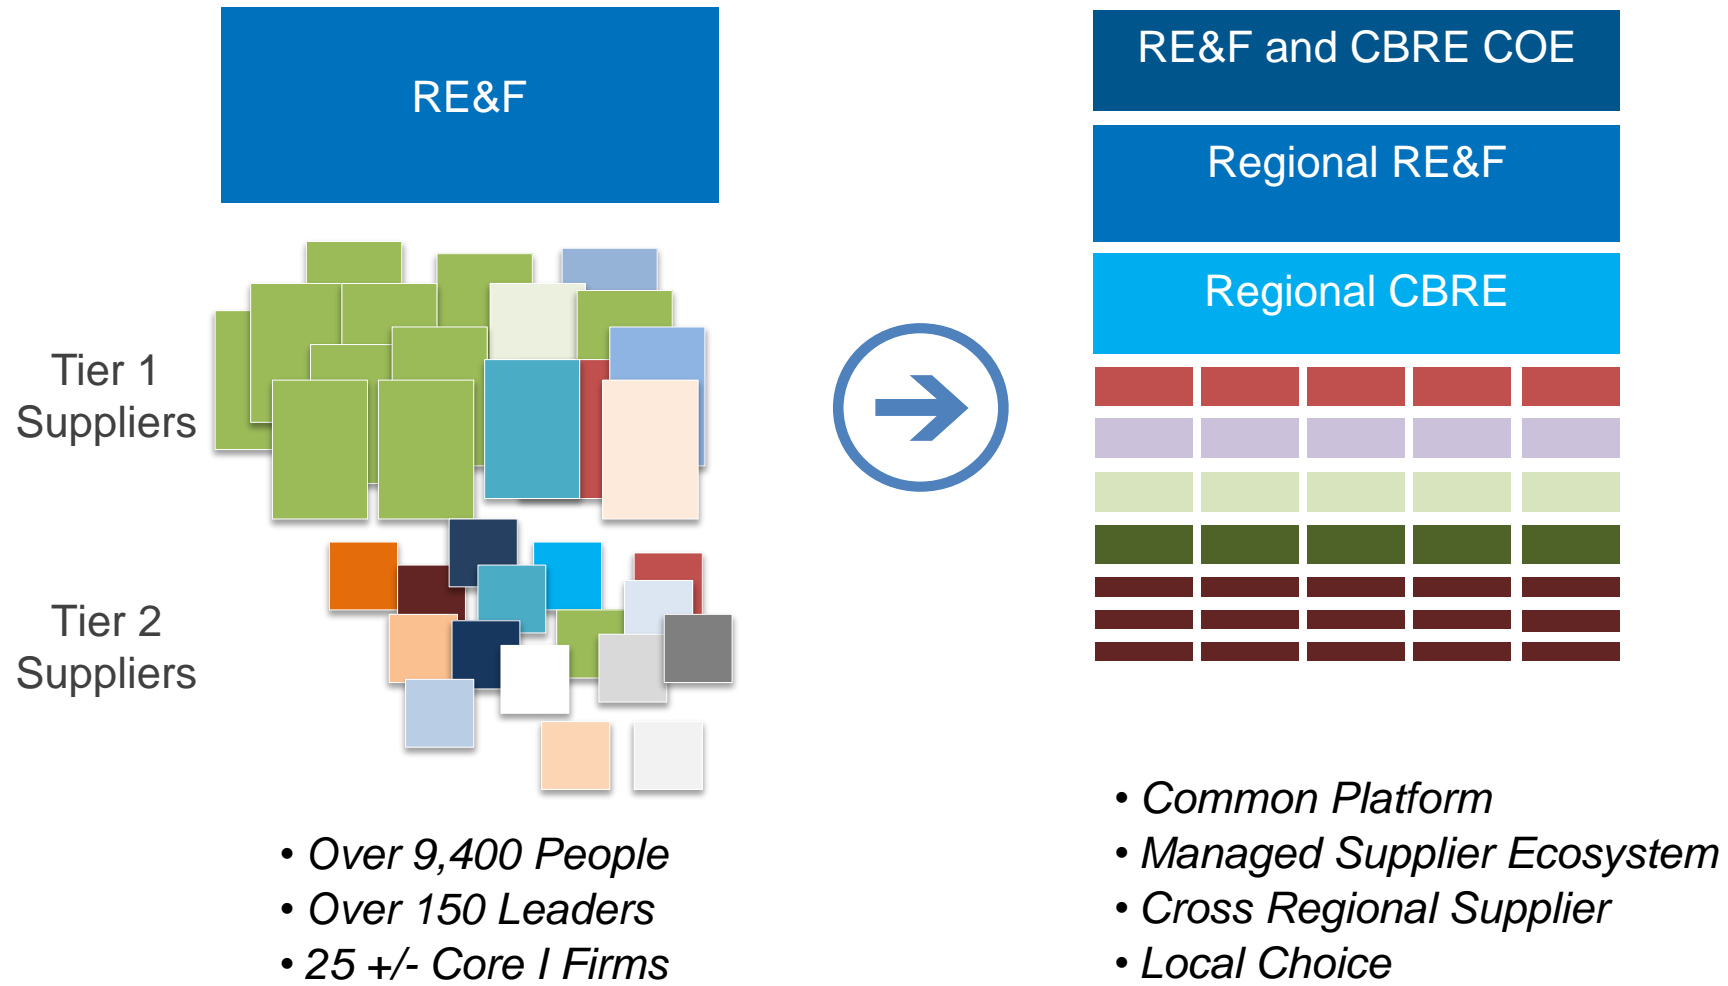 RE&F
Tier 1
Suppliers
Tier 2
Suppliers
• Over 9,400 People
• Over 150 Leaders
• 25 +/- Core I Firms
RE&F and CBRE COE
Regional RE&F
Regional CBRE
• Common Platform
• Managed Supplier Ecosystem
• Cross Regional Supplier
• Local Choice